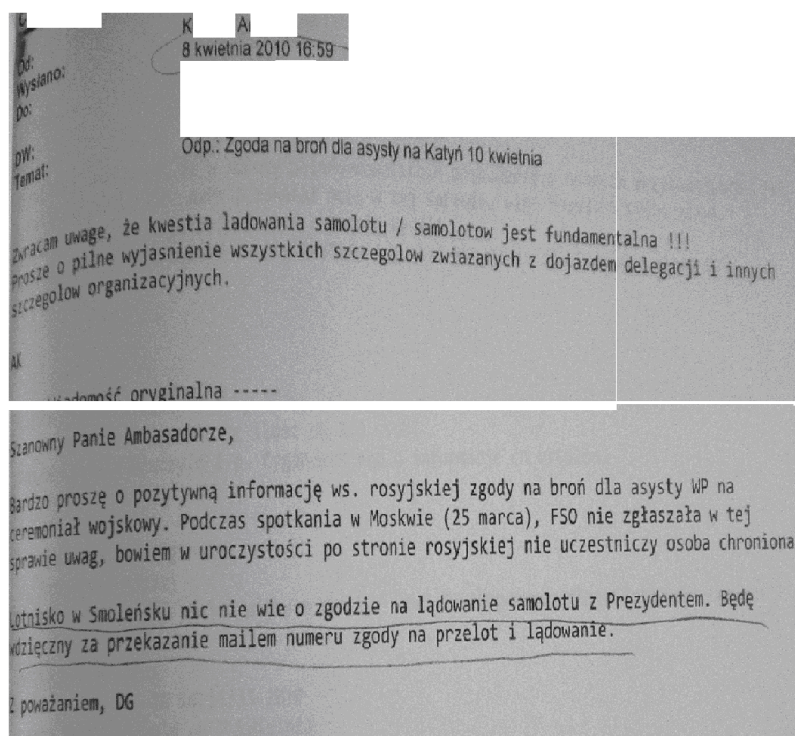 K A
8 kwietnia 2010 16:59
Od:
Wysłano:
Do:
DW:
Temat:
Odp.: Zgoda na broń dla asysty na Katyń 10 kwietnia
Zwracam uwage, że kwestia ladowania samolotu / samolotow jest fundamentalna !!!
Prosze o pilne wyjasnienie wszystkich szczegolow zwiazanych z dojazdem delegacji i innych
szczegolow organizacyjnych.
AK
oryginalna -----
Szanowny Panie Ambasadorze,
Bardzo proszę o pozytywną informację ws. rosyjskiej zgody na broń dla asysty WP na
ceremoniał wojskowy. Podczas spotkania w Moskwie (25 marca), FSO nie zgłaszała w tej
sprawie uwag, bowiem w uroczystości po stronie rosyjskiej nie uczestniczy osoba chroniona
Lotnisko w Smoleńsku nic nie wie o zgodzie na lądowanie samolotu z Prezydentem. Będę
wdzięczny za przekazanie mailem numeru zgody na przelot i lądowanie.
Z poważaniem, DG